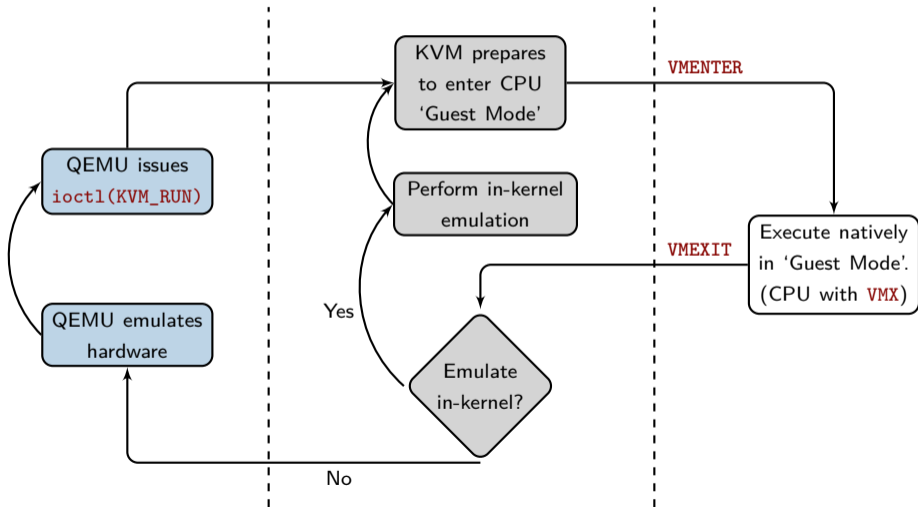 KVM prepares
to enter CPU
‘Guest Mode’
VMENTER
QEMU issues
ioctl(KVM_RUN)
Perform in-kernel
emulation
Execute natively
in ‘Guest Mode’.
(CPU with VMX)
VMEXIT
Yes
QEMU emulates
hardware
Emulate
in-kernel?
No